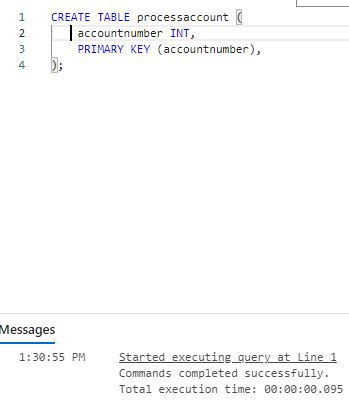 1 CREATE TABLE processaccount (
2 accountnumber INT,
3 PRIMARY KEY (accountnumber),
4 );
Messages
1:30:55 PM Started executing query at Line 1
Commands completed successfully.
Total execution time: 00:00:00.095